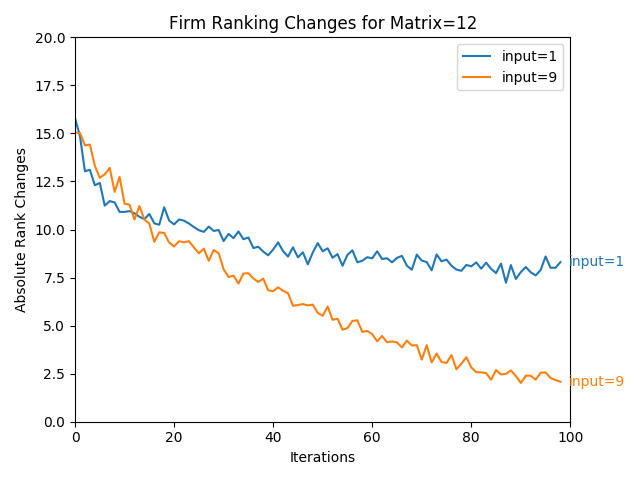 Firm Ranking Changes for Matrix=12
20.0
17.5
15.0
12.5
10.0
7.5
5.0
2.5
0.0
Absolute Rank Changes
input=1
input=9
input=1
input=9
0 20 40 60 80 100
Iterations